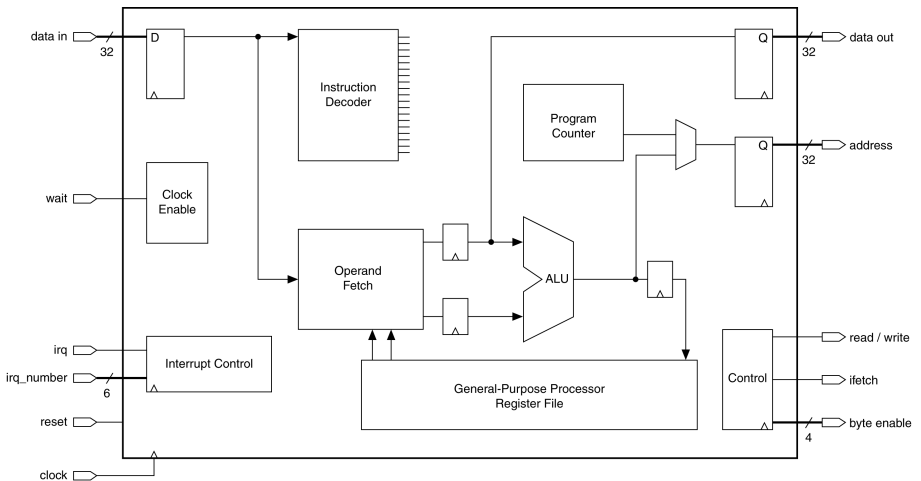 data in
32
D
Instruction
Decoder
Q
32
data out
Program
Counter
Q
32
address
wait
Clock
Enable
Operand
Fetch
ALU
irq
irq_number
6
Interrupt Control
General-Purpose Processor
Register File
Control
read / write
ifetch
byte enable
4
reset
clock